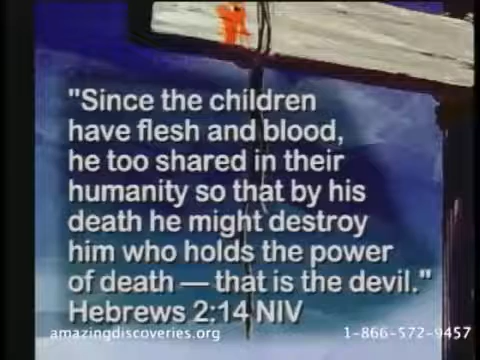 "Since the children
have flesh and blood,
he too shared in their
humanity so that by his
death he might destroy
him who holds the power
of death — that is the devil."
Hebrews 2:14 NIV
amazingdiscoveries.org 1-866-572-9457